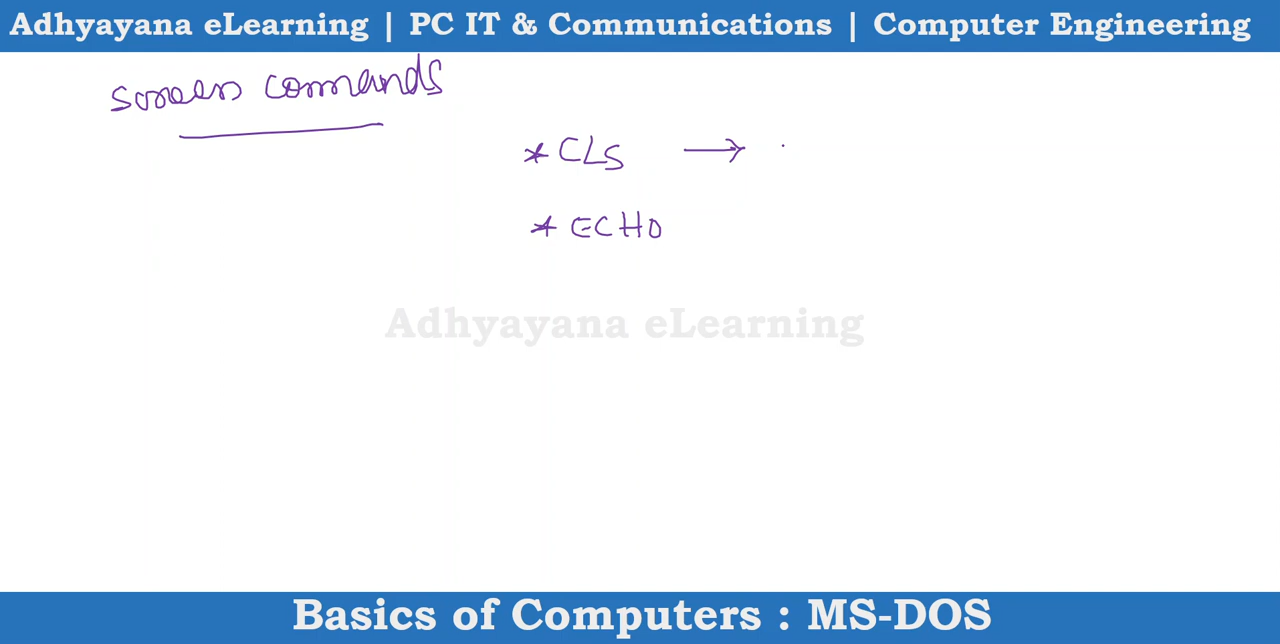 Adhyayana eLearning | PC IT & Communications | Computer Engineering
Screen commands
* CLS →
* ECHO
Adhyayana eLearning
Basics of Computers : MS-DOS